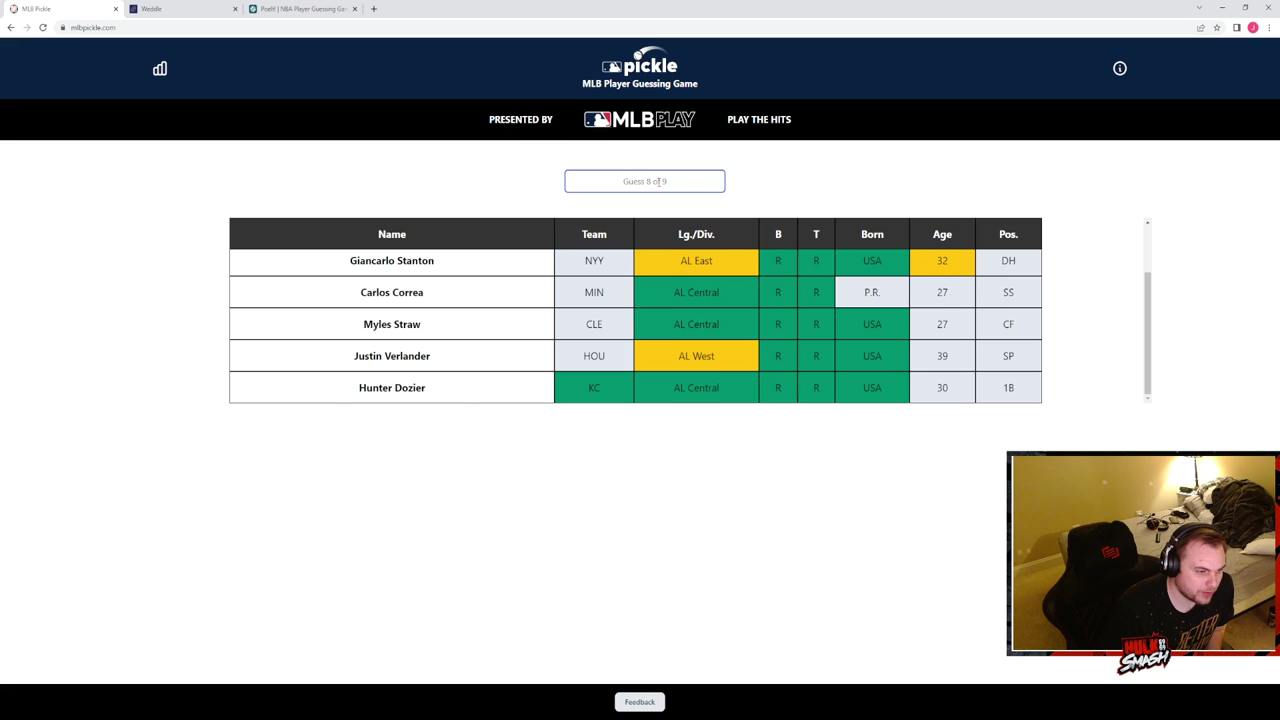 MLB Pickle
Weddle
Poeltl | NBA Player Guessing Ga
mlbpickle.com
J
pickle
MLB Player Guessing Game
PRESENTED BY
MLBPLAY
PLAY THE HITS
Guess 8 of 9
Name Team Lg./Div. B T Born Age Pos.
Giancarlo Stanton NYY AL East R R USA 32 DH
Carlos Correa MIN AL Central R R P.R. 27 SS
Myles Straw CLE AL Central R R USA 27 CF
Justin Verlander HOU AL West R R USA 39 SP
Hunter Dozier KC AL Central R R USA 30 1B
HULK
SMASH
Feedback